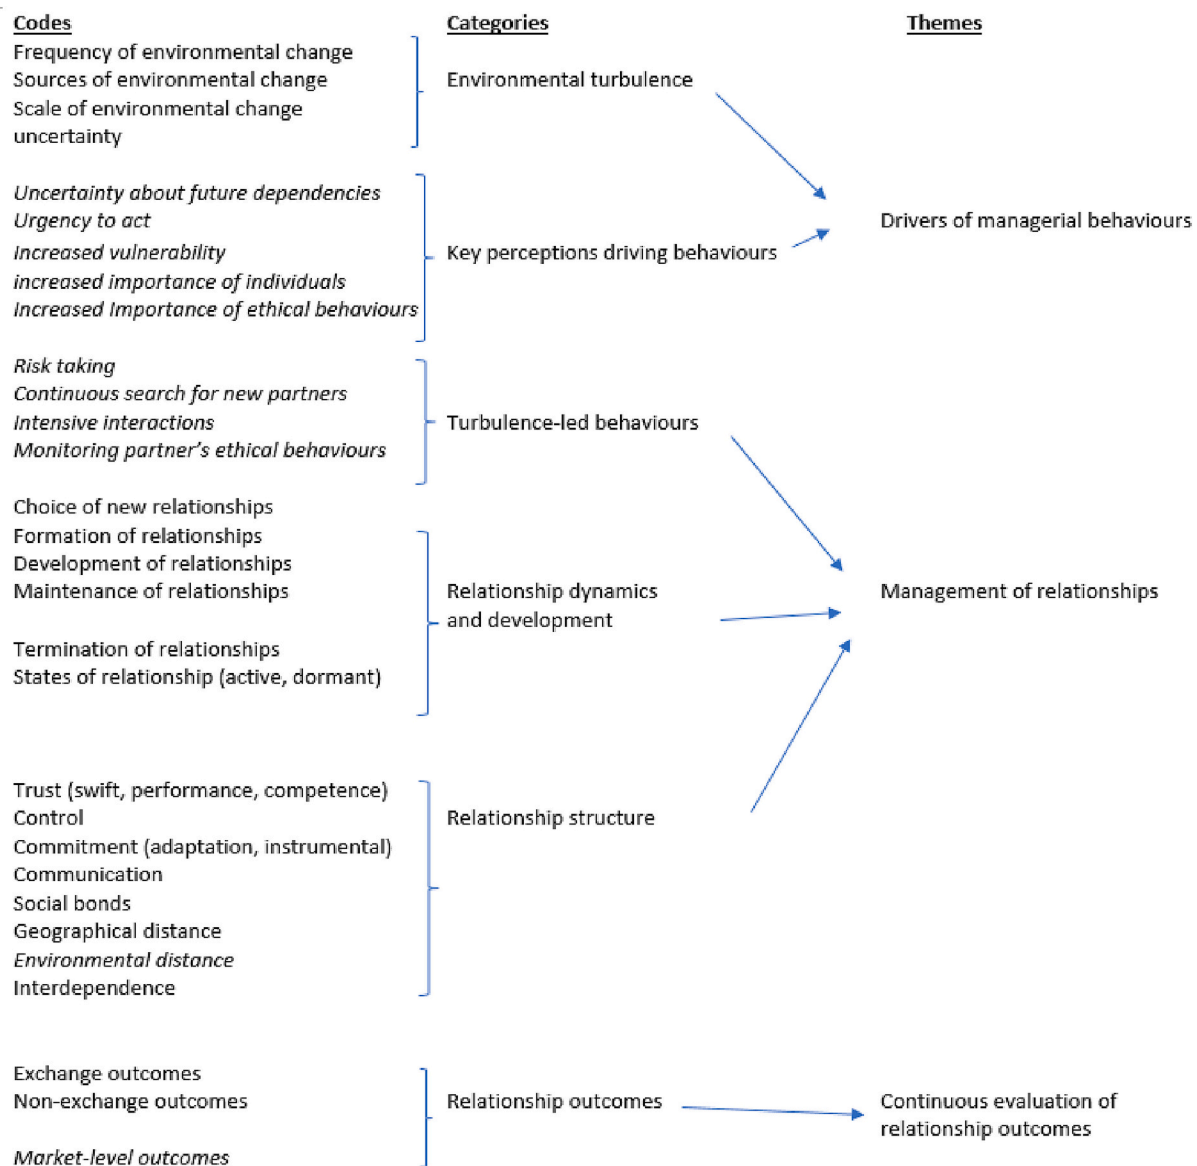 Codes
Categories
Themes
Frequency of environmental change
Sources of environmental change
Environmental turbulence
Scale of environmental change
uncertainty
Uncertainty about future dependencies
Urgency to act
Drivers of managerial behaviours
Increased vulnerability
Key perceptions driving behaviours
increased importance of individuals
Increased Importance of ethical behaviours
Risk taking
Continuous search for new partners
Intensive interactions
Turbulence-led behaviours
Monitoring partner's ethical behaviours
Choice of new relationships
Formation of relationships
Development of relationships
Maintenance of relationships
Relationship dynamics
and development
Management of relationships
Termination of relationships
States of relationship (active, dormant)
Trust (swift, performance, competence)
Control
Relationship structure
Commitment (adaptation, instrumental)
Communication
Social bonds
Geographical distance
Environmental distance
Interdependence
Exchange outcomes
Non-exchange outcomes
Relationship outcomes
Continuous evaluation of
relationship outcomes
Market-level outcomes